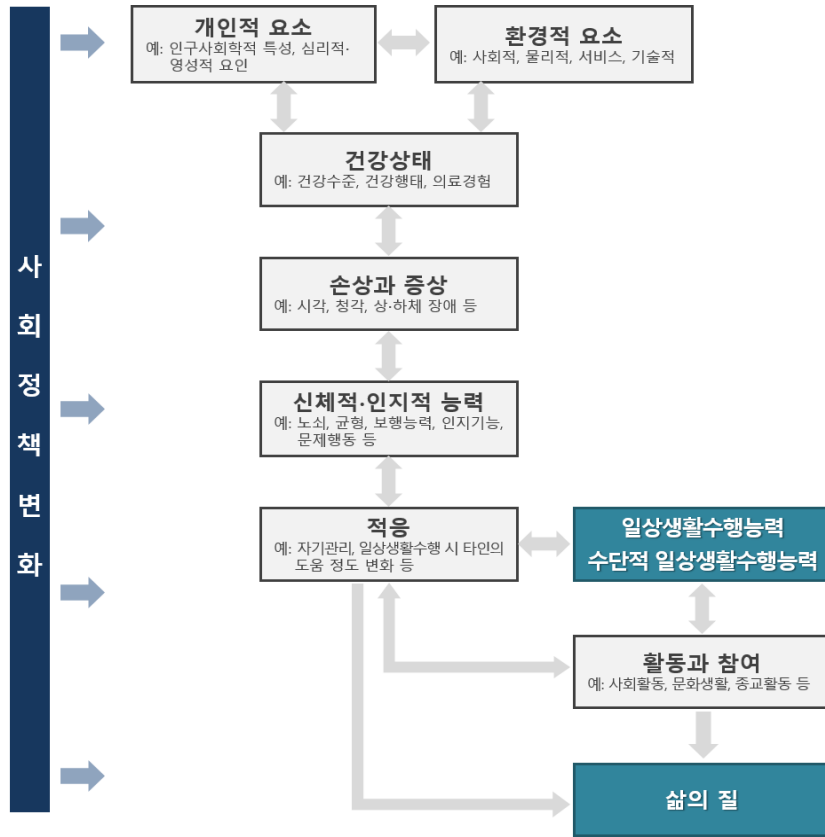 사
회
정
책
변
화
개인적 요소
예: 인구사회학적 특성, 심리적·
영성적 요인
환경적 요소
예: 사회적, 물리적, 서비스, 기술적
건강상태
예: 건강수준, 건강행태, 의료경험
손상과 증상
예: 시각, 청각, 상·하체 장애 등
신체적·인지적 능력
예: 노쇠, 균형, 보행능력, 인지기능,
문제행동 등
적응
예: 자기관리, 일상생활수행 시 타인의
도움 정도 변화 등
일상생활수행능력
수단적 일상생활수행능력
활동과 참여
예: 사회활동, 문화생활, 종교활동 등
삶의 질